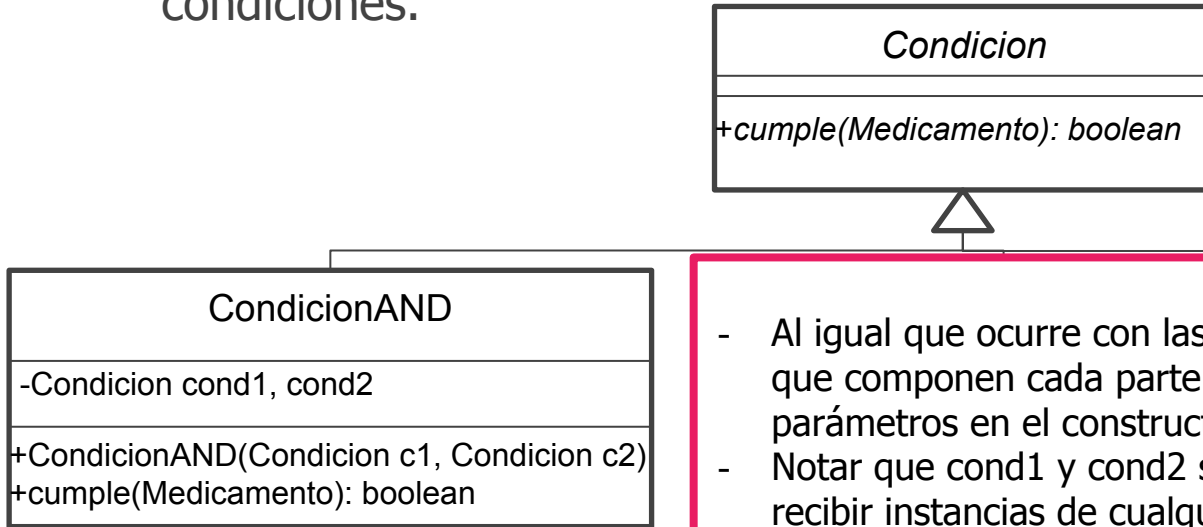 condiciones.
Condicion
+cumple(Medicamento): boolean
CondicionAND
-Condicion cond1, cond2
+CondicionAND(Condicion c1, Condicion c2)
+cumple(Medicamento): boolean
- Al igual que ocurre con las
que componen cada parte
parámetros en el construct
- Notar que cond1 y cond2 s
recibir instancias de cualqu